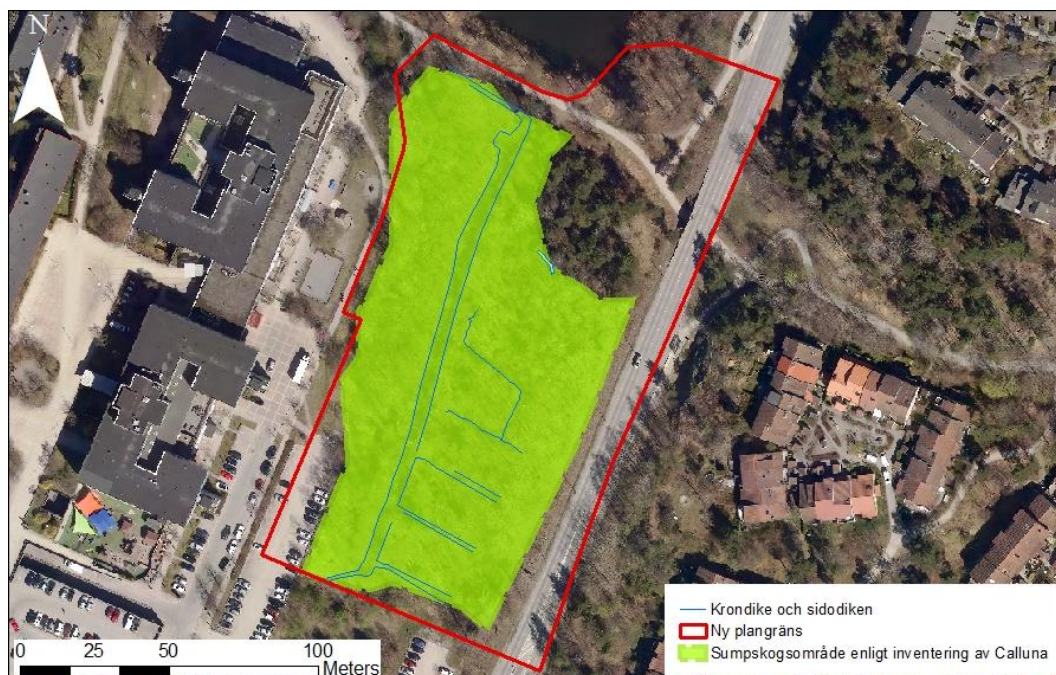 N
Krondike och sidodiken
Ny plangräns
Sumpskogsområde enligt inventering av Calluna
0 25 50 100
Meters